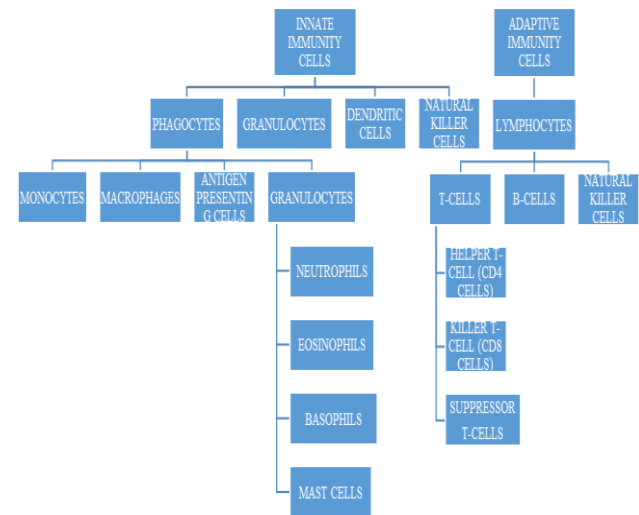 INNATE
IMMUNITY
CELLS
ADAPTIVE
IMMUNITY
CELLS
PHAGOCYTES
GRANULOCYTES
DENDRITIC
CELLS
NATURAL
KILLER
CELLS
LYMPHOCYTES
MONOCYTES
MACROPHAGES
ANTIGEN
PRESENTIN
G CELLS
GRANULOCYTES
T-CELLS
B-CELLS
NATURAL
KILLER
CELLS
NEUTROPHILS
EOSINOPHILS
BASOPHILS
MAST CELLS
HELPER T-
CELL (CD4
CELLS)
KILLER T-
CELL (CD8
CELLS)
SUPPRESSOR
T-CELLS